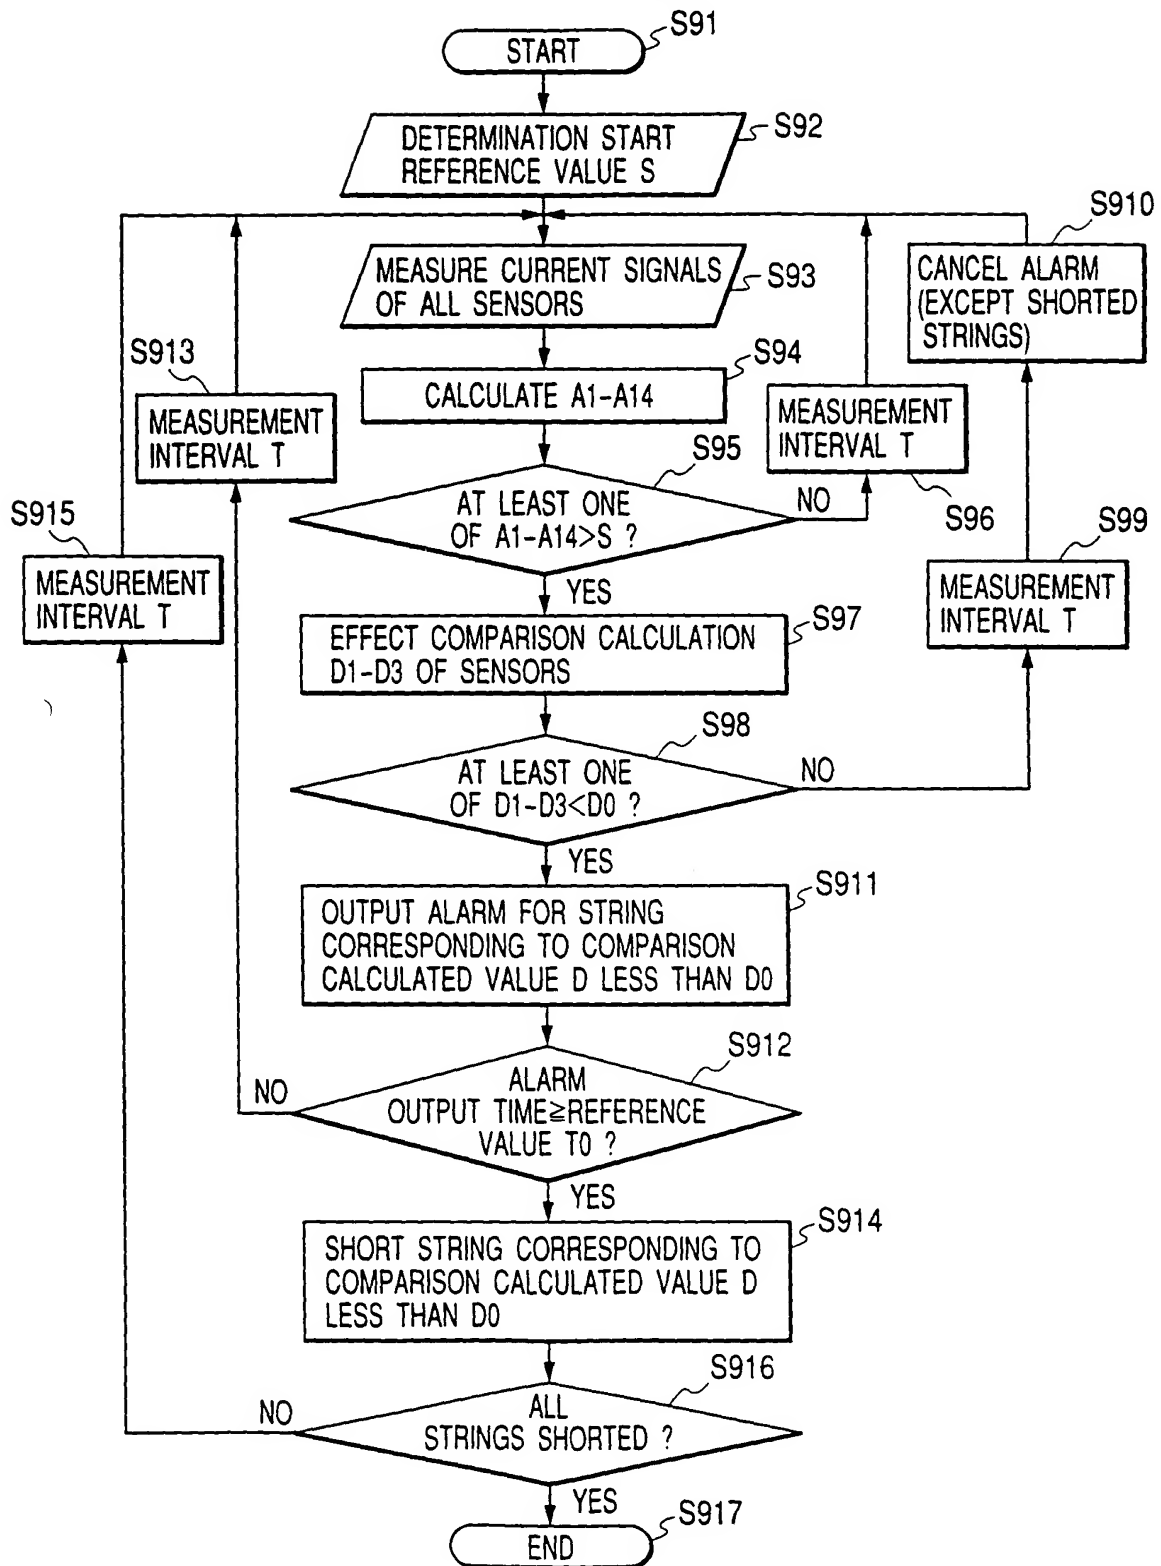 START
S91
DETERMINATION START
REFERENCE VALUE S
S92
MEASURE CURRENT SIGNALS
OF ALL SENSORS
S93
S910
CANCEL ALARM
(EXCEPT SHORTED
STRINGS)
S94
CALCULATE A1-A14
S913
MEASUREMENT
INTERVAL T
MEASUREMENT
INTERVAL T
S96
S95
AT LEAST ONE
OF A1-A14>S ?
NO
YES
S915
MEASUREMENT
INTERVAL T
S99
MEASUREMENT
INTERVAL T
S97
EFFECT COMPARISON CALCULATION
D1-D3 OF SENSORS
S98
AT LEAST ONE
OF D1-D3<D0 ?
NO
YES
S911
OUTPUT ALARM FOR STRING
CORRESPONDING TO COMPARISON
CALCULATED VALUE D LESS THAN D0
S912
ALARM
OUTPUT TIME≧REFERENCE
VALUE T0 ?
NO
YES
S914
SHORT STRING CORRESPONDING TO
COMPARISON CALCULATED VALUE D
LESS THAN D0
S916
ALL
STRINGS SHORTED ?
NO
YES
S917
END